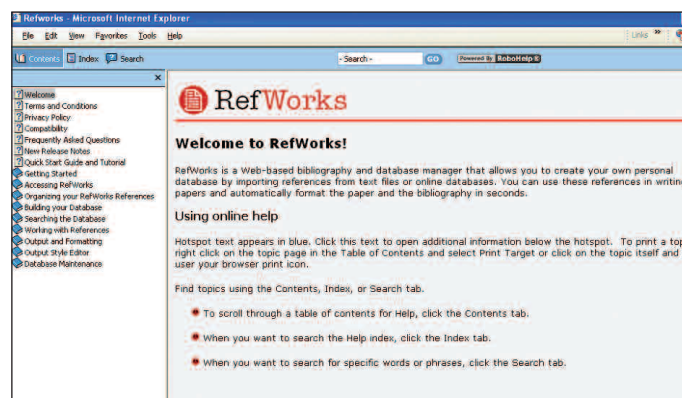 Refworks - Microsoft Internet Explorer
File Edit View Favorites Tools Help
Links »
Contents Index Search
- Search -
GO
Powered By RoboHelp
Welcome
Terms and Conditions
Privacy Policy
Compatibility
Frequently Asked Questions
New Release Notes
Quick Start Guide and Tutorial
Getting Started
Accessing RefWorks
Organizing your RefWorks References
Building your Database
Searching the Database
Working with References
Output and Formatting
Output Style Editor
Database Maintenance
RefWorks
Welcome to RefWorks!
RefWorks is a Web-based bibliography and database manager that allows you to create your own personal
database by importing references from text files or online databases. You can use these references in writin
papers and automatically format the paper and the bibliography in seconds.
Using online help
Hotspot text appears in blue. Click this text to open additional information below the hotspot. To print a top
right click on the topic page in the Table of Contents and select Print Target or click on the topic itself and
user your browser print icon.
Find topics using the Contents, Index, or Search tab.
To scroll through a table of contents for Help, click the Contents tab.
When you want to search the Help index, click the Index tab.
When you want to search for specific words or phrases, click the Search tab.